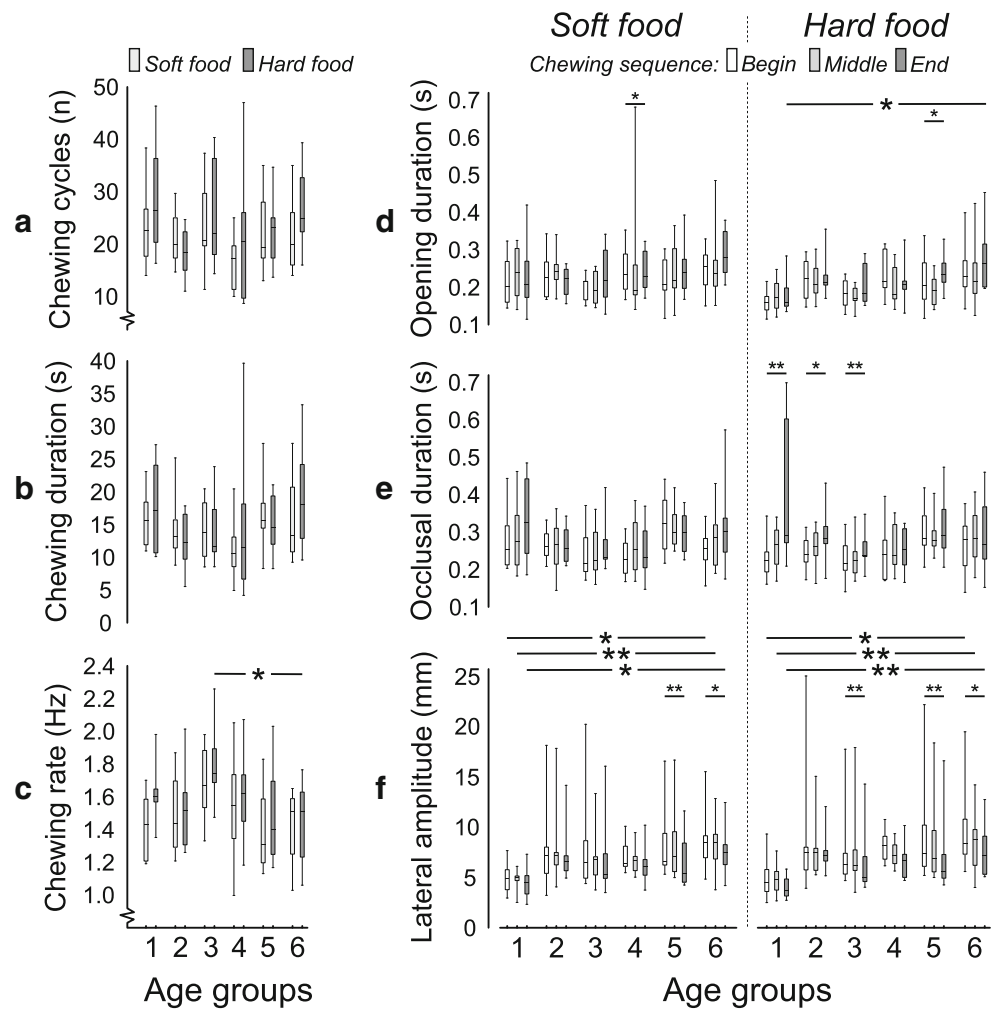 Soft food Hard food
Soft food Hard food
Chewing sequence: Begin Middle End
a
Chewing cycles (n)
50
40
30
20
10
b
Chewing duration (s)
40
35
30
25
20
15
10
5
0
c
Chewing rate (Hz)
2.4
2.2
2.0
1.8
1.6
1.4
1.2
1.0
*
1 2 3 4 5 6
Age groups
d
Opening duration (s)
0.7
0.6
0.5
0.4
0.3
0.2
0.1
* * *
e
Occlusal duration (s)
0.7
0.6
0.5
0.4
0.3
0.2
0.1
** * **
f
Lateral amplitude (mm)
25
20
15
10
5
0
* *
** **
* **
** * ** ** *
1 2 3 4 5 6 1 2 3 4 5 6
Age groups